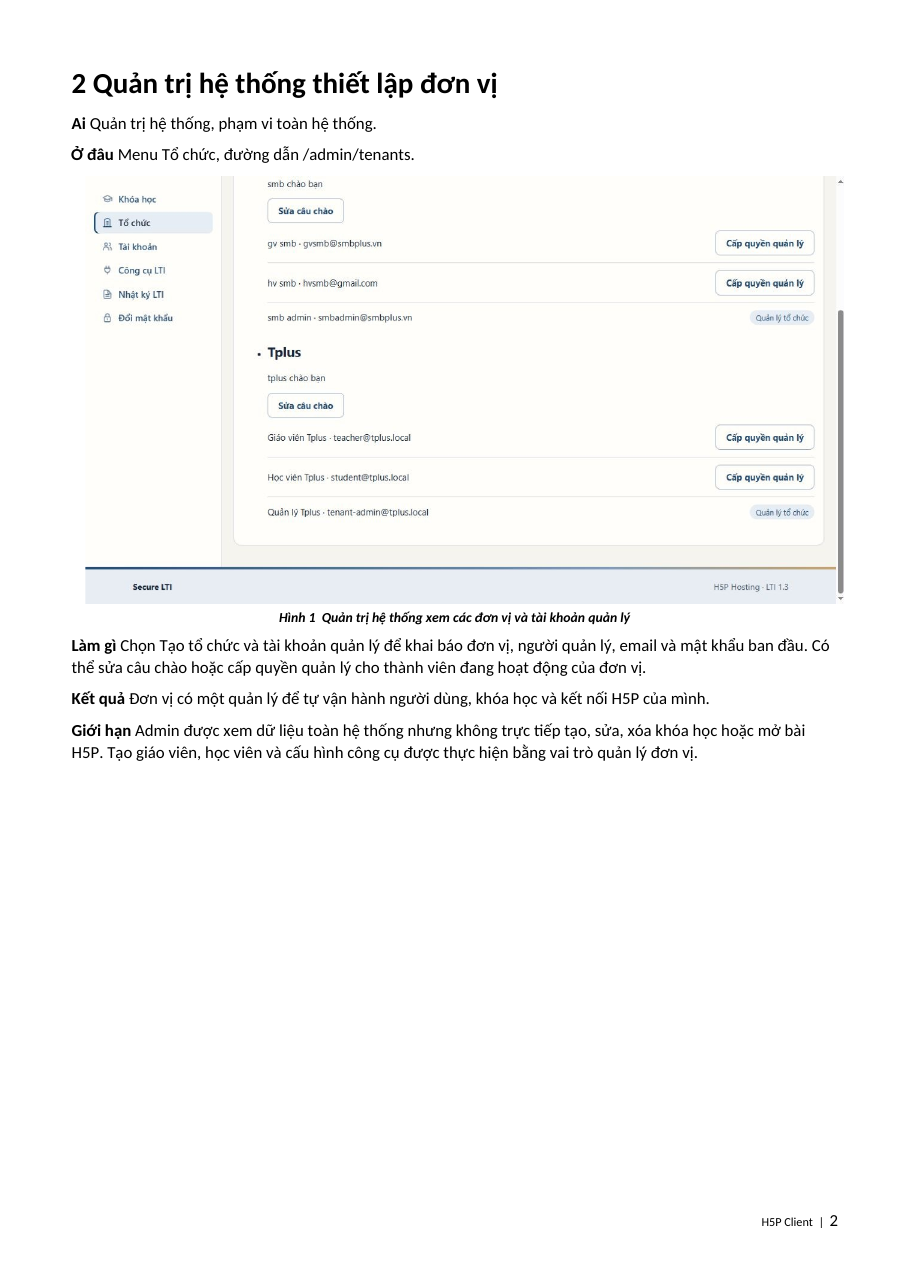 2 Quản trị hệ thống thiết lập đơn vị
Ai Quản trị hệ thống, phạm vi toàn hệ thống.
Ở đâu Menu Tổ chức, đường dẫn /admin/tenants.
smb chào bạn
Khóa học
Sửa câu chào
Tổ chức
gv smb · gvsmb@smbplus.vn
Cấp quyền quản lý
Tài khoản
Công cụ LTI
hv smb · hvsmb@gmail.com
Cấp quyền quản lý
Nhật ký LTI
Đổi mật khẩu
smb admin · smbadmin@smbplus.vn
Quản lý tổ chức
Tplus
tplus chào bạn
Sửa câu chào
Giáo viên Tplus · teacher@tplus.local
Cấp quyền quản lý
Học viên Tplus · student@tplus.local
Cấp quyền quản lý
Quản lý Tplus · tenant-admin@tplus.local
Quản lý tổ chức
Secure LTI
H5P Hosting · LTI 1.3
Hình 1 Quản trị hệ thống xem các đơn vị và tài khoản quản lý
Làm gì Chọn Tạo tổ chức và tài khoản quản lý để khai báo đơn vị, người quản lý, email và mật khẩu ban đầu. Có
thể sửa câu chào hoặc cấp quyền quản lý cho thành viên đang hoạt động của đơn vị.
Kết quả Đơn vị có một quản lý để tự vận hành người dùng, khóa học và kết nối H5P của mình.
Giới hạn Admin được xem dữ liệu toàn hệ thống nhưng không trực tiếp tạo, sửa, xóa khóa học hoặc mở bài
H5P. Tạo giáo viên, học viên và cấu hình công cụ được thực hiện bằng vai trò quản lý đơn vị.
H5P Client | 2